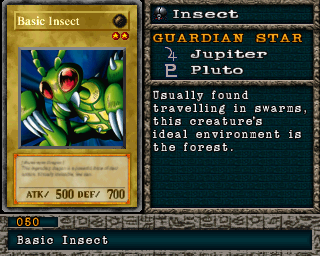 Basic Insect
ATK/ 500 DEF/ 700
Insect
GUARDIAN STAR
Jupiter
Pluto
Usually found
travelling in swarms,
this creature's
ideal environment is
the forest.
050
Basic Insect